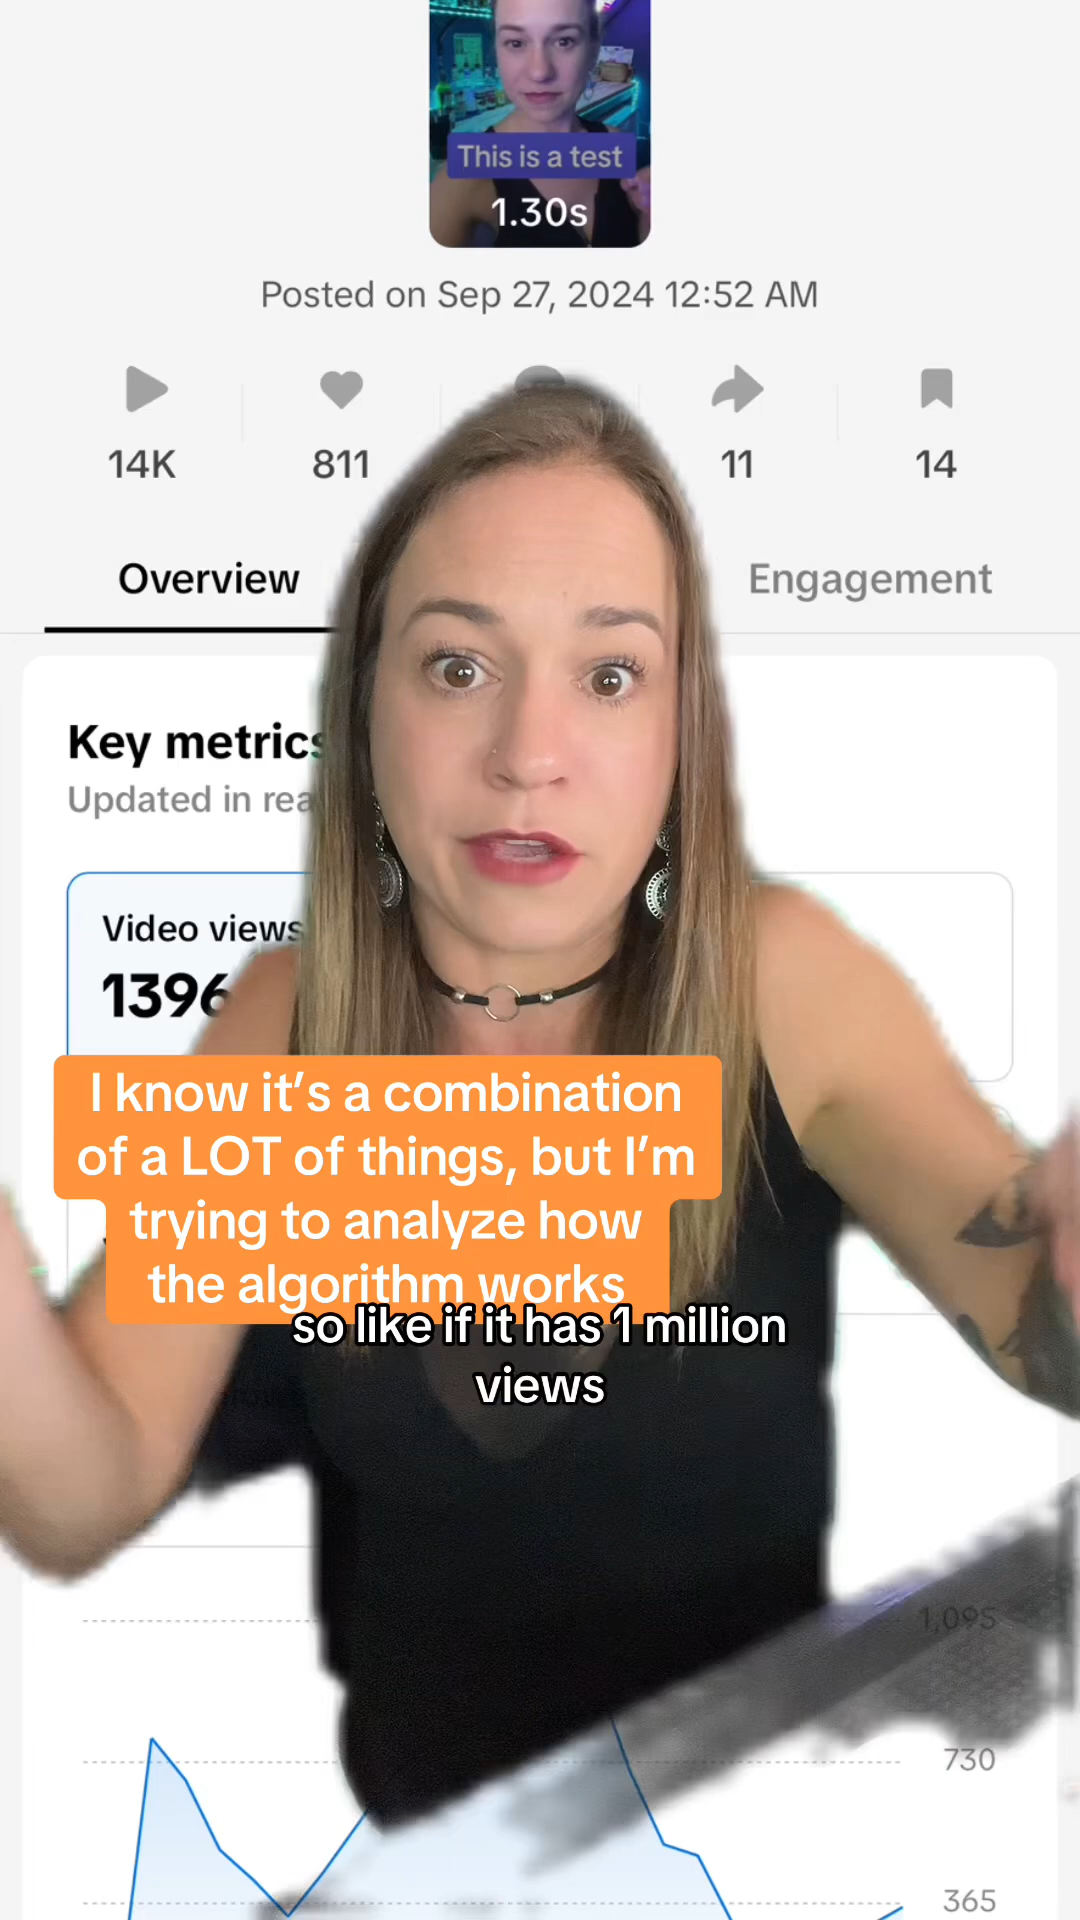 This is a test
1.30s
Posted on Sep 27, 2024 12:52 AM
14K
811
11
14
Overview
Engagement
Key metrics
Updated in rea
Video views
1396
I know it's a combination
of a LOT of things, but I'm
trying to analyze how
the algorithm works
so like if it has 1 million
views
1,095
730
365